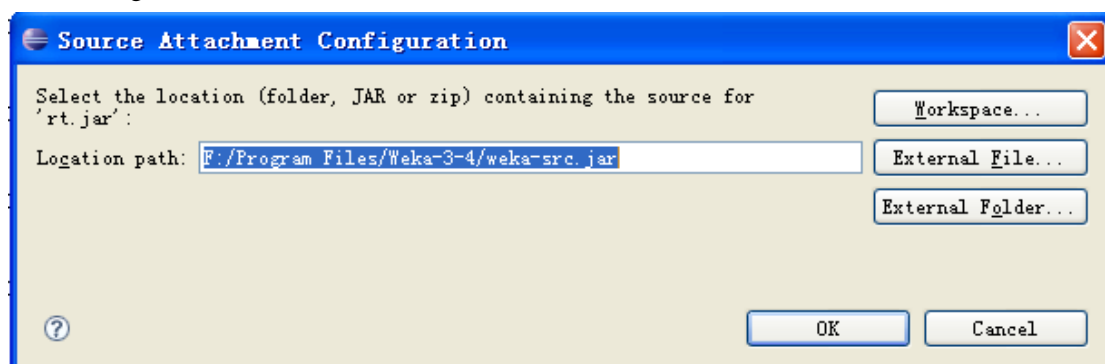 Source Attachment Configuration
Select the location (folder, JAR or zip) containing the source for
'rt.jar':
Workspace...
Location path: F:/Program Files/Weka-3-4/weka-src.jar
External File...
External Folder...
?
OK
Cancel